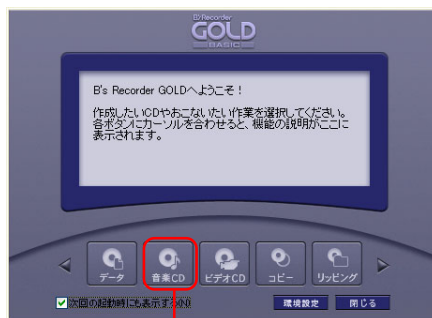 B's Recorder
GOLD
BASIC
B's Recorder GOLDへようこそ！
作成したいCDやおこないたい作業を選択してください。
各ボタンにカーソルを合わせると、機能の説明がここに
表示されます。
データ
音楽CD
ビデオCD
コピー
リッピング
次回の起動時にも表示する(N)
環境設定
閉じる